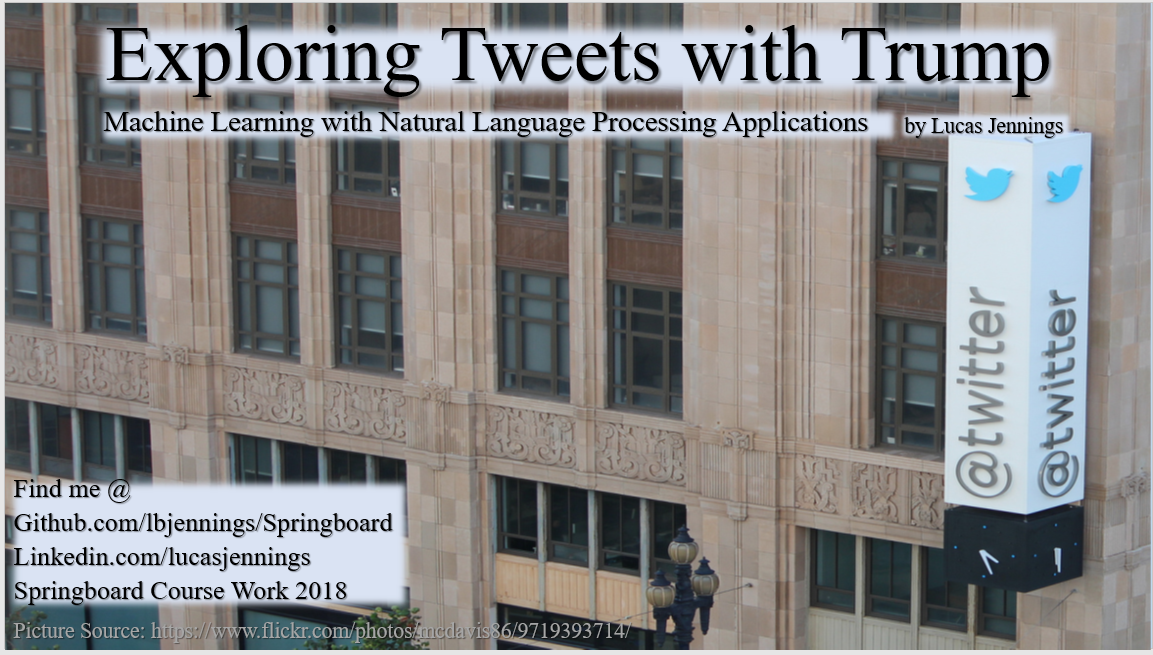 Exploring Tweets with Trump
Machine Learning with Natural Language Processing Applications by Lucas Jennings
@twitter
@twitter
Find me @
Github.com/lbjennings/Springboard
Linkedin.com/lucasjennings
Springboard Course Work 2018
Picture Source: https://www.flickr.com/photos/mcdavis86/9719393714/